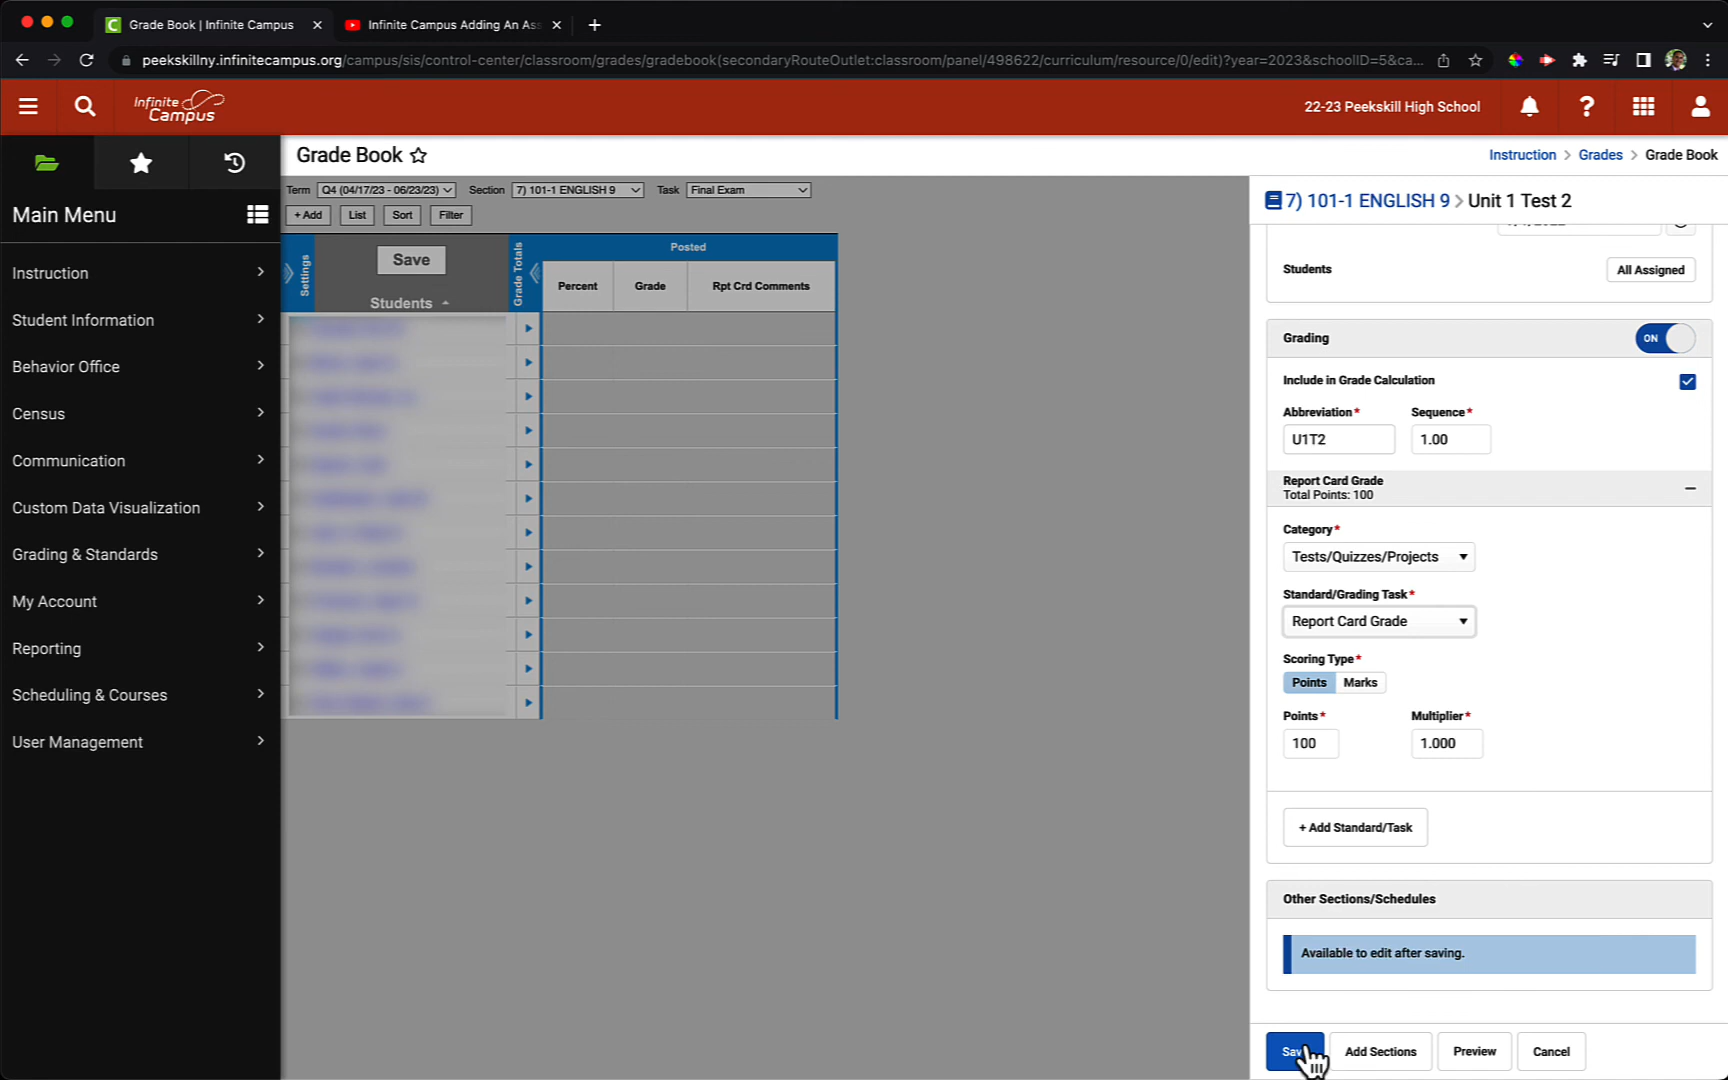 Grade Book | Infinite Campus
Infinite Campus Adding An Ass
peekskillny.infinitecampus.org/campus/sis/control-center/classroom/grades/gradebook(secondaryRouteOutlet:classroom/panel/498622/curriculum/resource/0/edit)?year=2023&schoolID=5&ca...
Infinite Campus
22-23 Peekskill High School
Grade Book
Instruction > Grades > Grade Book
Main Menu
Instruction
Student Information
Behavior Office
Census
Communication
Custom Data Visualization
Grading & Standards
My Account
Reporting
Scheduling & Courses
User Management
Term Q4 (04/17/23 - 06/23/23) Section 7) 101-1 ENGLISH 9 Task Final Exam
+ Add List Sort Filter
Settings
Save
Students
Grade Totals
Posted
Percent Grade Rpt Crd Comments
7) 101-1 ENGLISH 9 > Unit 1 Test 2
Students All Assigned
Grading ON
Include in Grade Calculation
Abbreviation* Sequence*
U1T2 1.00
Report Card Grade
Total Points: 100
Category*
Tests/Quizzes/Projects
Standard/Grading Task*
Report Card Grade
Scoring Type*
Points Marks
Points* Multiplier*
100 1.000
+ Add Standard/Task
Other Sections/Schedules
Available to edit after saving.
Add Sections Preview Cancel